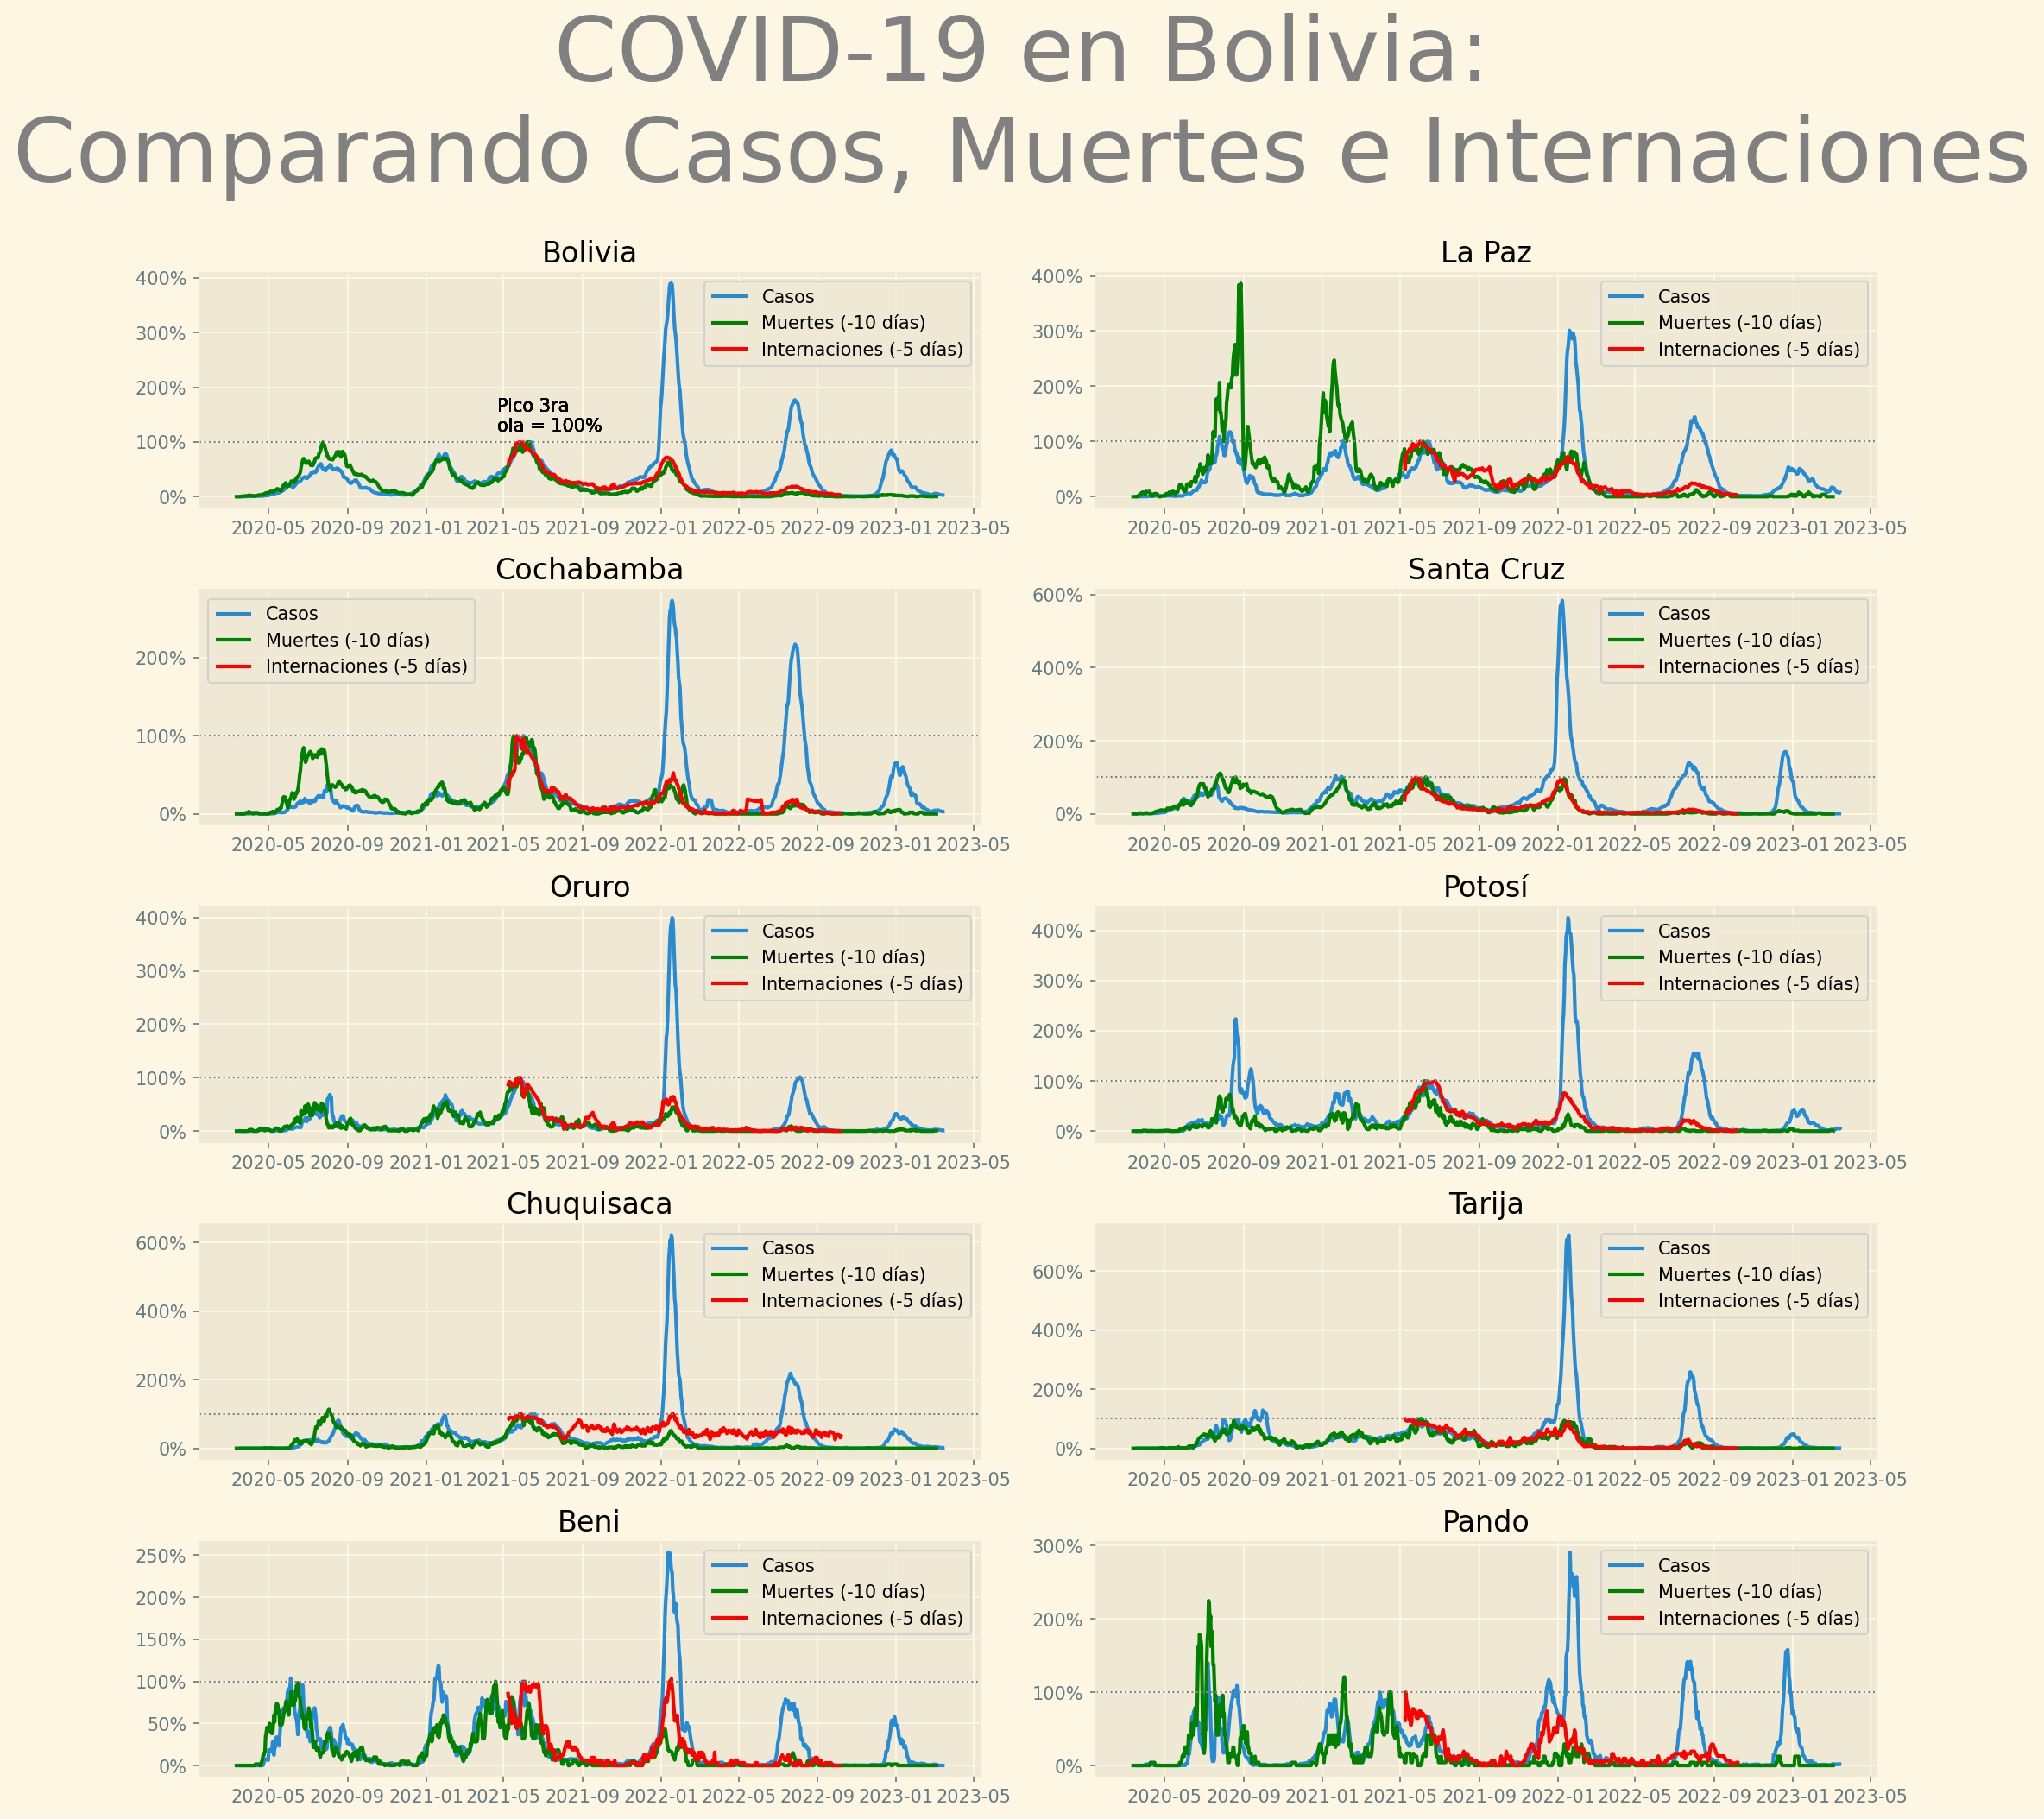 COVID-19 en Bolivia:
Comparando Casos, Muertes e Internaciones
Bolivia
400%
300%
200%
100%
0%
Pico 3ra
ola = 100%
Casos
Muertes (-10 días)
Internaciones (-5 días)
2020-05 2020-09 2021-01 2021-05 2021-09 2022-01 2022-05 2022-09 2023-01 2023-05
La Paz
400%
300%
200%
100%
0%
Casos
Muertes (-10 días)
Internaciones (-5 días)
2020-05 2020-09 2021-01 2021-05 2021-09 2022-01 2022-05 2022-09 2023-01 2023-05
Cochabamba
200%
100%
0%
Casos
Muertes (-10 días)
Internaciones (-5 días)
2020-05 2020-09 2021-01 2021-05 2021-09 2022-01 2022-05 2022-09 2023-01 2023-05
Santa Cruz
600%
400%
200%
0%
Casos
Muertes (-10 días)
Internaciones (-5 días)
2020-05 2020-09 2021-01 2021-05 2021-09 2022-01 2022-05 2022-09 2023-01 2023-05
Oruro
400%
300%
200%
100%
0%
Casos
Muertes (-10 días)
Internaciones (-5 días)
2020-05 2020-09 2021-01 2021-05 2021-09 2022-01 2022-05 2022-09 2023-01 2023-05
Potosí
400%
300%
200%
100%
0%
Casos
Muertes (-10 días)
Internaciones (-5 días)
2020-05 2020-09 2021-01 2021-05 2021-09 2022-01 2022-05 2022-09 2023-01 2023-05
Chuquisaca
600%
400%
200%
0%
Casos
Muertes (-10 días)
Internaciones (-5 días)
2020-05 2020-09 2021-01 2021-05 2021-09 2022-01 2022-05 2022-09 2023-01 2023-05
Tarija
600%
400%
200%
0%
Casos
Muertes (-10 días)
Internaciones (-5 días)
2020-05 2020-09 2021-01 2021-05 2021-09 2022-01 2022-05 2022-09 2023-01 2023-05
Beni
250%
200%
150%
100%
50%
0%
Casos
Muertes (-10 días)
Internaciones (-5 días)
2020-05 2020-09 2021-01 2021-05 2021-09 2022-01 2022-05 2022-09 2023-01 2023-05
Pando
300%
200%
100%
0%
Casos
Muertes (-10 días)
Internaciones (-5 días)
2020-05 2020-09 2021-01 2021-05 2021-09 2022-01 2022-05 2022-09 2023-01 2023-05